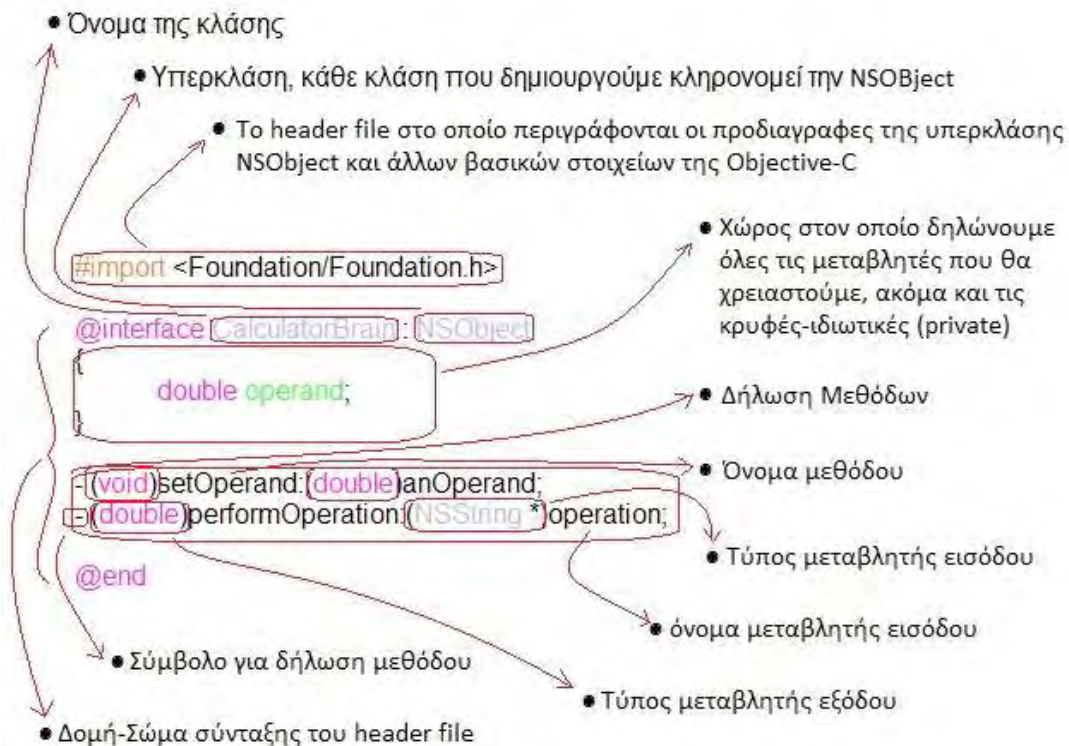 • Όνομα της κλάσης
• Υπερκλάση, κάθε κλάση που δημιουργούμε κληρονομεί την NSOBject
• Το header file στο οποίο περιγράφονται οι προδιαγραφες της υπερκλάσης
NSObject και άλλων βασικών στοιχείων της Objective-C
• Χώρος στον οποίο δηλώνουμε
όλες τις μεταβλητές που θα
χρειαστούμε, ακόμα και τις
κρυφές-ιδιωτικές (private)
#import <Foundation/Foundation.h>
@interface CalculatorBrain : NSObject
{
double operand;
}
• Δήλωση Μεθόδων
• Όνομα μεθόδου
- (void)setOperand:(double)anOperand;
- (double)performOperation:(NSString *)operation;
• Τύπος μεταβλητής εισόδου
@end
• όνομα μεταβλητής εισόδου
• Σύμβολο για δήλωση μεθόδου
• Τύπος μεταβλητής εξόδου
• Δομή-Σώμα σύνταξης του header file